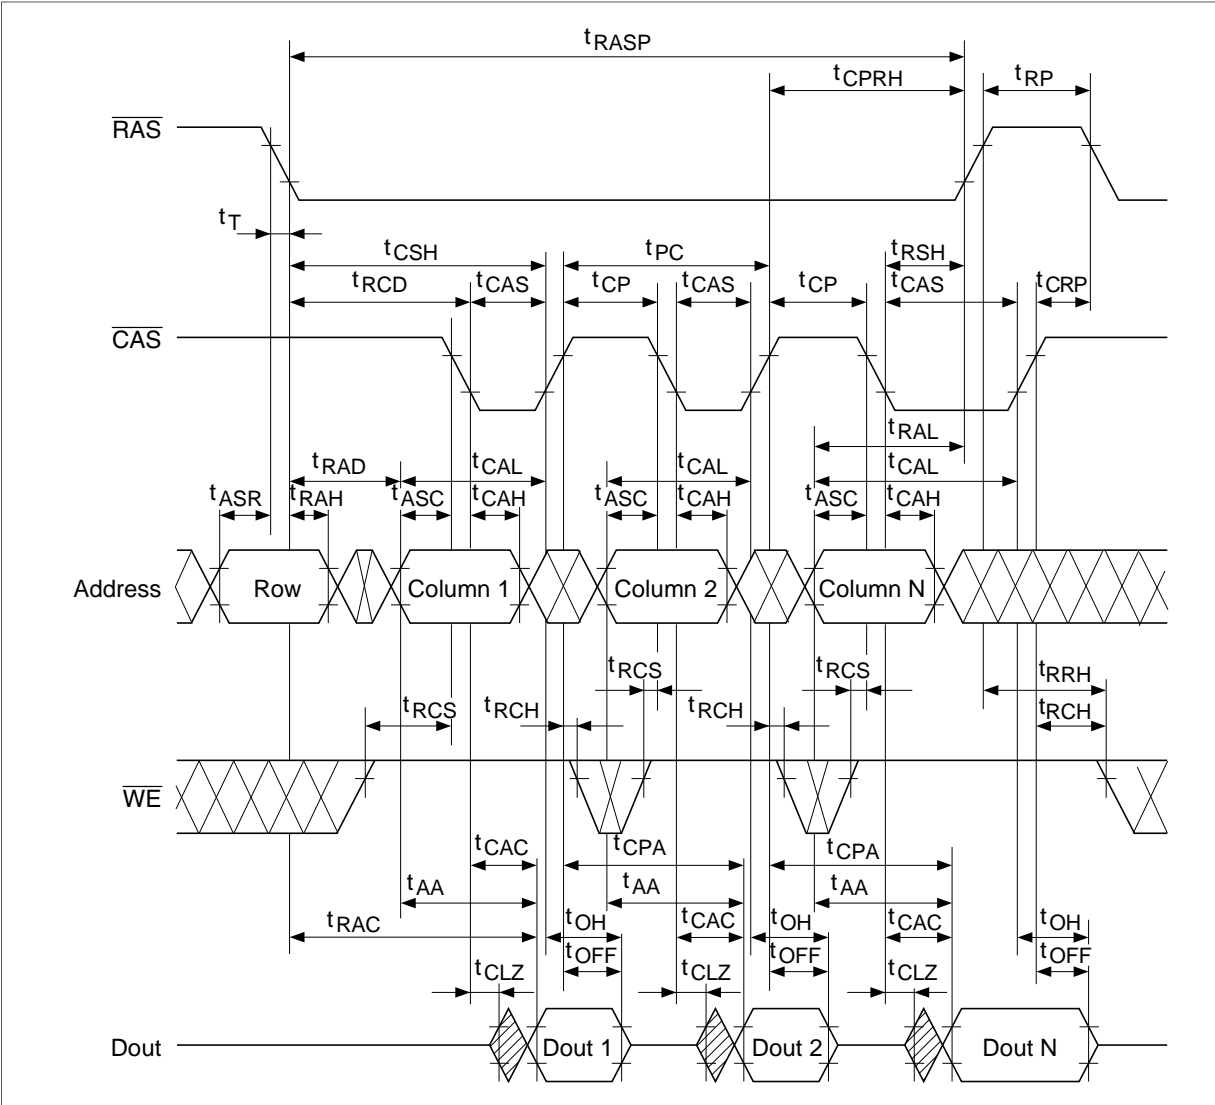 tRASP
tCPRH
tRP
RAS
tT
tCSH
tPC
tRSH
tRCD
tCAS
tCP
tCAS
tCP
tCAS
tCRP
CAS
tRAL
tRAD
tCAL
tCAL
tCAL
tASR
tRAH
tASC
tCAH
tASC
tCAH
tASC
tCAH
Address
Row
Column 1
Column 2
Column N
tRCS
tRCS
tRRH
tRCS
tRCH
tRCH
tRCH
WE
tCAC
tCPA
tCPA
tAA
tAA
tAA
tRAC
tOH
tCAC
tOH
tCAC
tOH
tOFF
tOFF
tOFF
tCLZ
tCLZ
tCLZ
Dout
Dout 1
Dout 2
Dout N